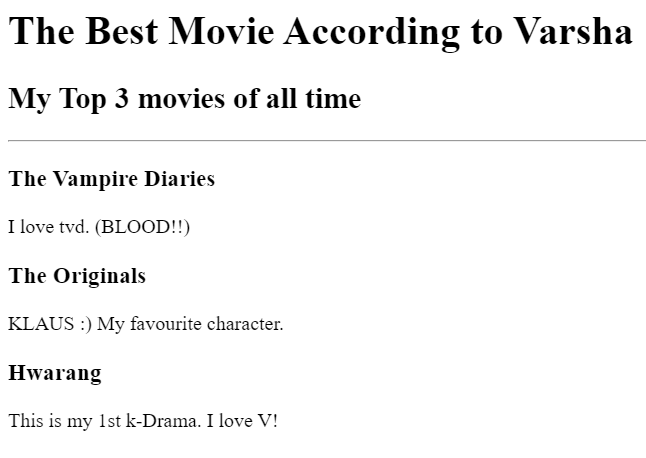 The Best Movie According to Varsha
My Top 3 movies of all time
The Vampire Diaries
I love tvd. (BLOOD!!)
The Originals
KLAUS :) My favourite character.
Hwarang
This is my 1st k-Drama. I love V!